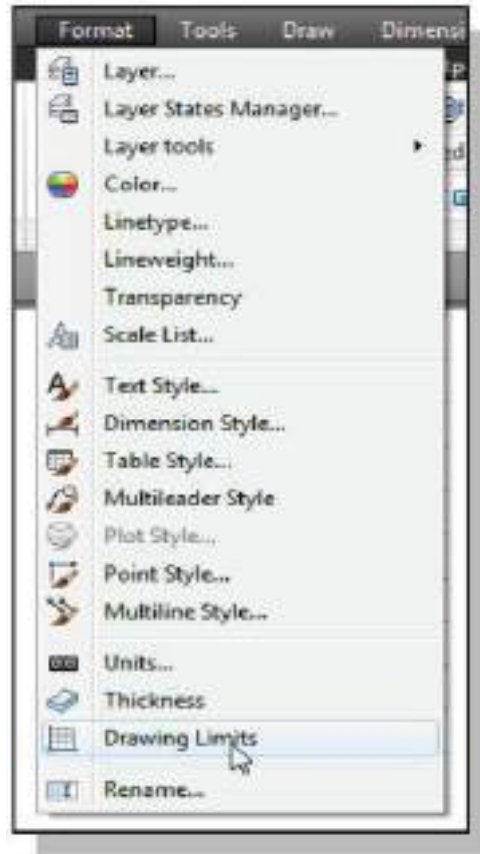 Format Tools Draw Dimensi
Layer...
Layer States Manager...
Layer tools
Color...
Linetype...
Lineweight...
Transparency
Scale List...
Text Style...
Dimension Style...
Table Style...
Multileader Style
Plot Style...
Point Style...
Multiline Style...
Units...
Thickness
Drawing Limits
Rename...